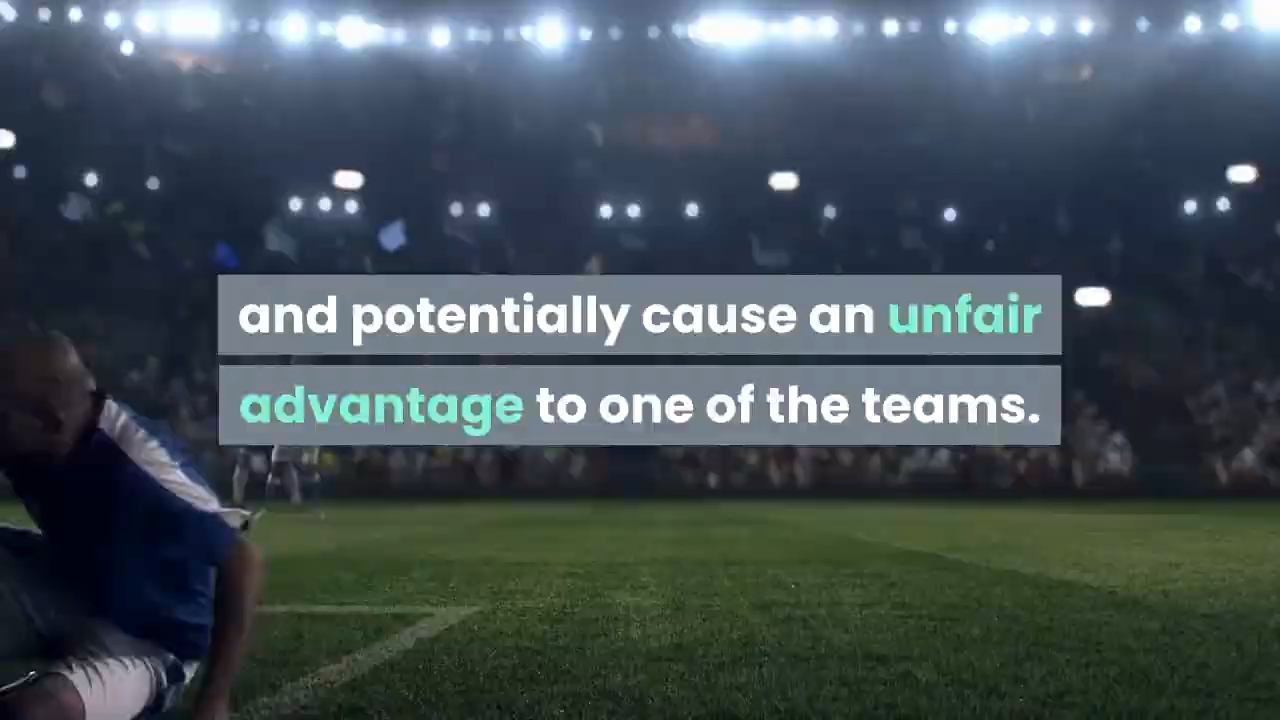 and potentially cause an unfair
advantage to one of the teams.